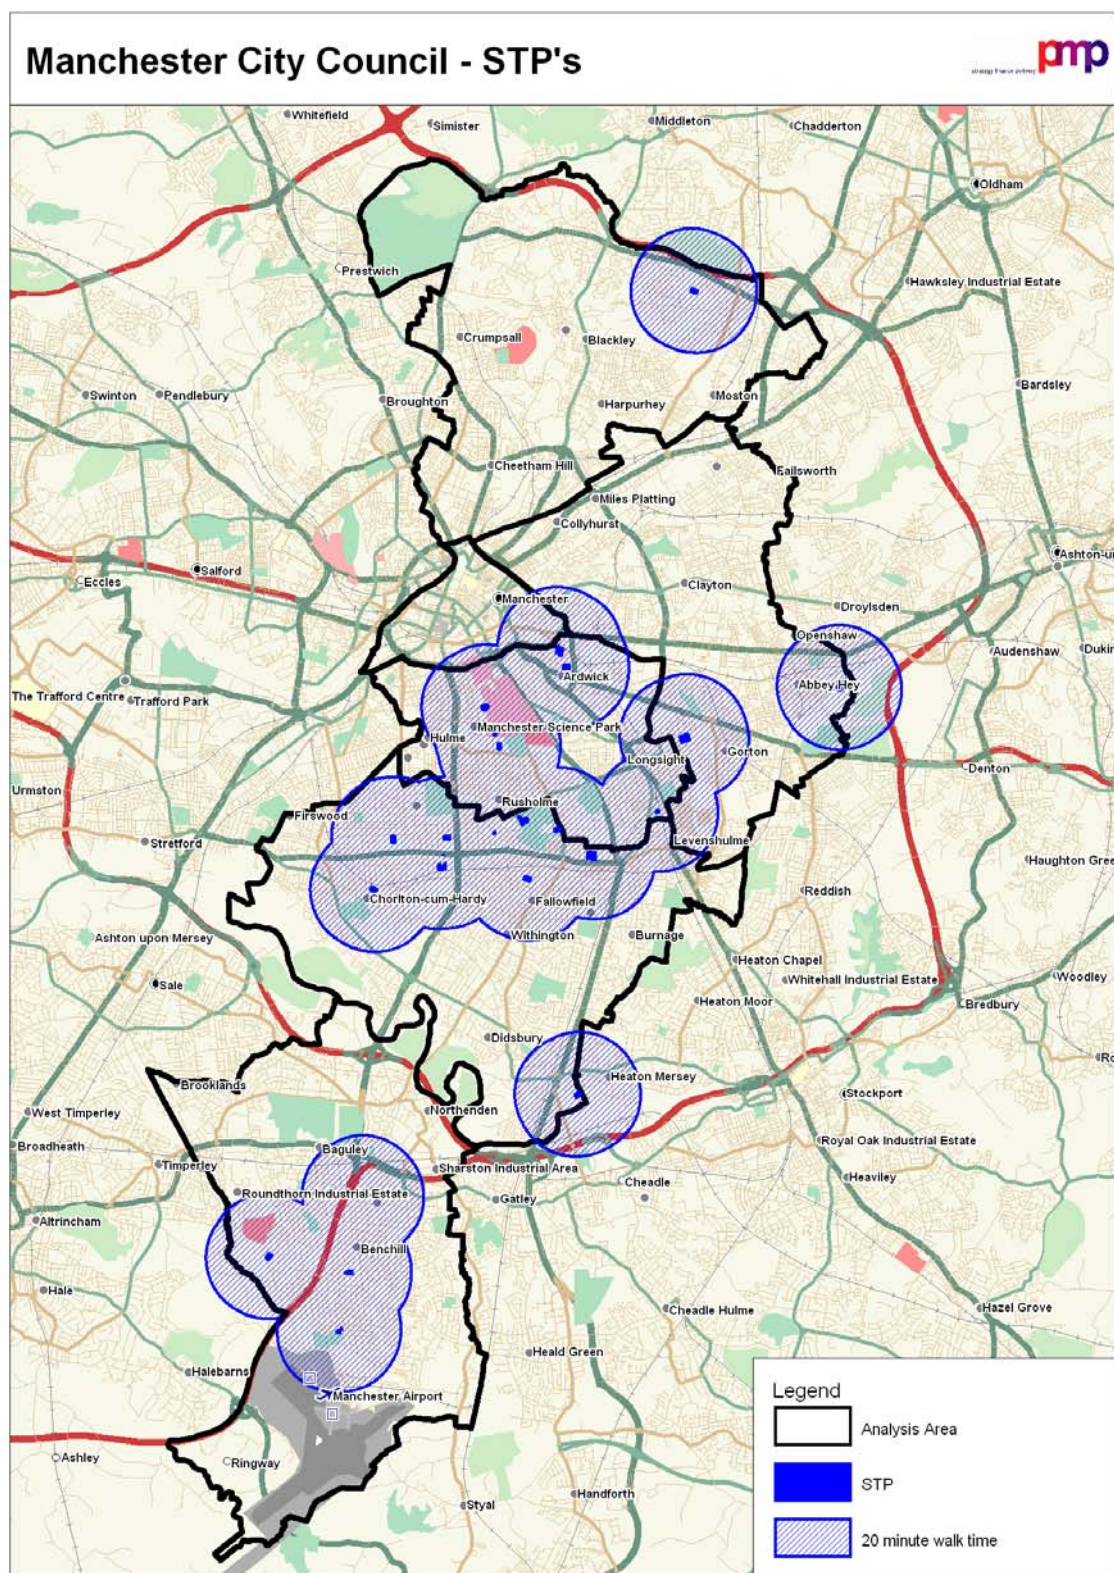 Manchester City Council - STP's
pmp
Whitefield
Simister
Middleton
Chadderton
Oldham
Prestwich
Hawksley Industrial Estate
Crumpsall
Blackley
Bardsley
Swinton
Pendlebury
Broughton
Harpurhey
Moston
Cheetham Hill
Failsworth
Miles Platting
Collyhurst
Ashton-u
Eccles
Salford
Clayton
Manchester
Droylsden
Openshaw
Audenshaw
Dukin
Ardwick
Abbey Hey
The Trafford Centre
Trafford Park
Manchester Science Park
Hulme
Longsight
Gorton
Denton
Urmston
Rusholme
Firswood
Stretford
Levenshulme
Haughton Gree
Chorlton-cum-Hardy
Fallowfield
Reddish
Ashton upon Mersey
Withington
Burnage
Heaton Chapel
Whitehall Industrial Estate
Woodley
Sale
Heaton Moor
Bredbury
Didsbury
Ro
Brooklands
Heaton Mersey
Stockport
West Timperley
Northenden
Broadheath
Baguley
Royal Oak Industrial Estate
Timperley
Sharston Industrial Area
Cheadle
Heaviley
Roundthorn Industrial Estate
Gatley
Altrincham
Benchill
Hale
Cheadle Hulme
Hazel Grove
Heald Green
Halebarns
Manchester Airport
Legend
Analysis Area
Ashley
Ringway
STP
Styal
Handforth
20 minute walk time